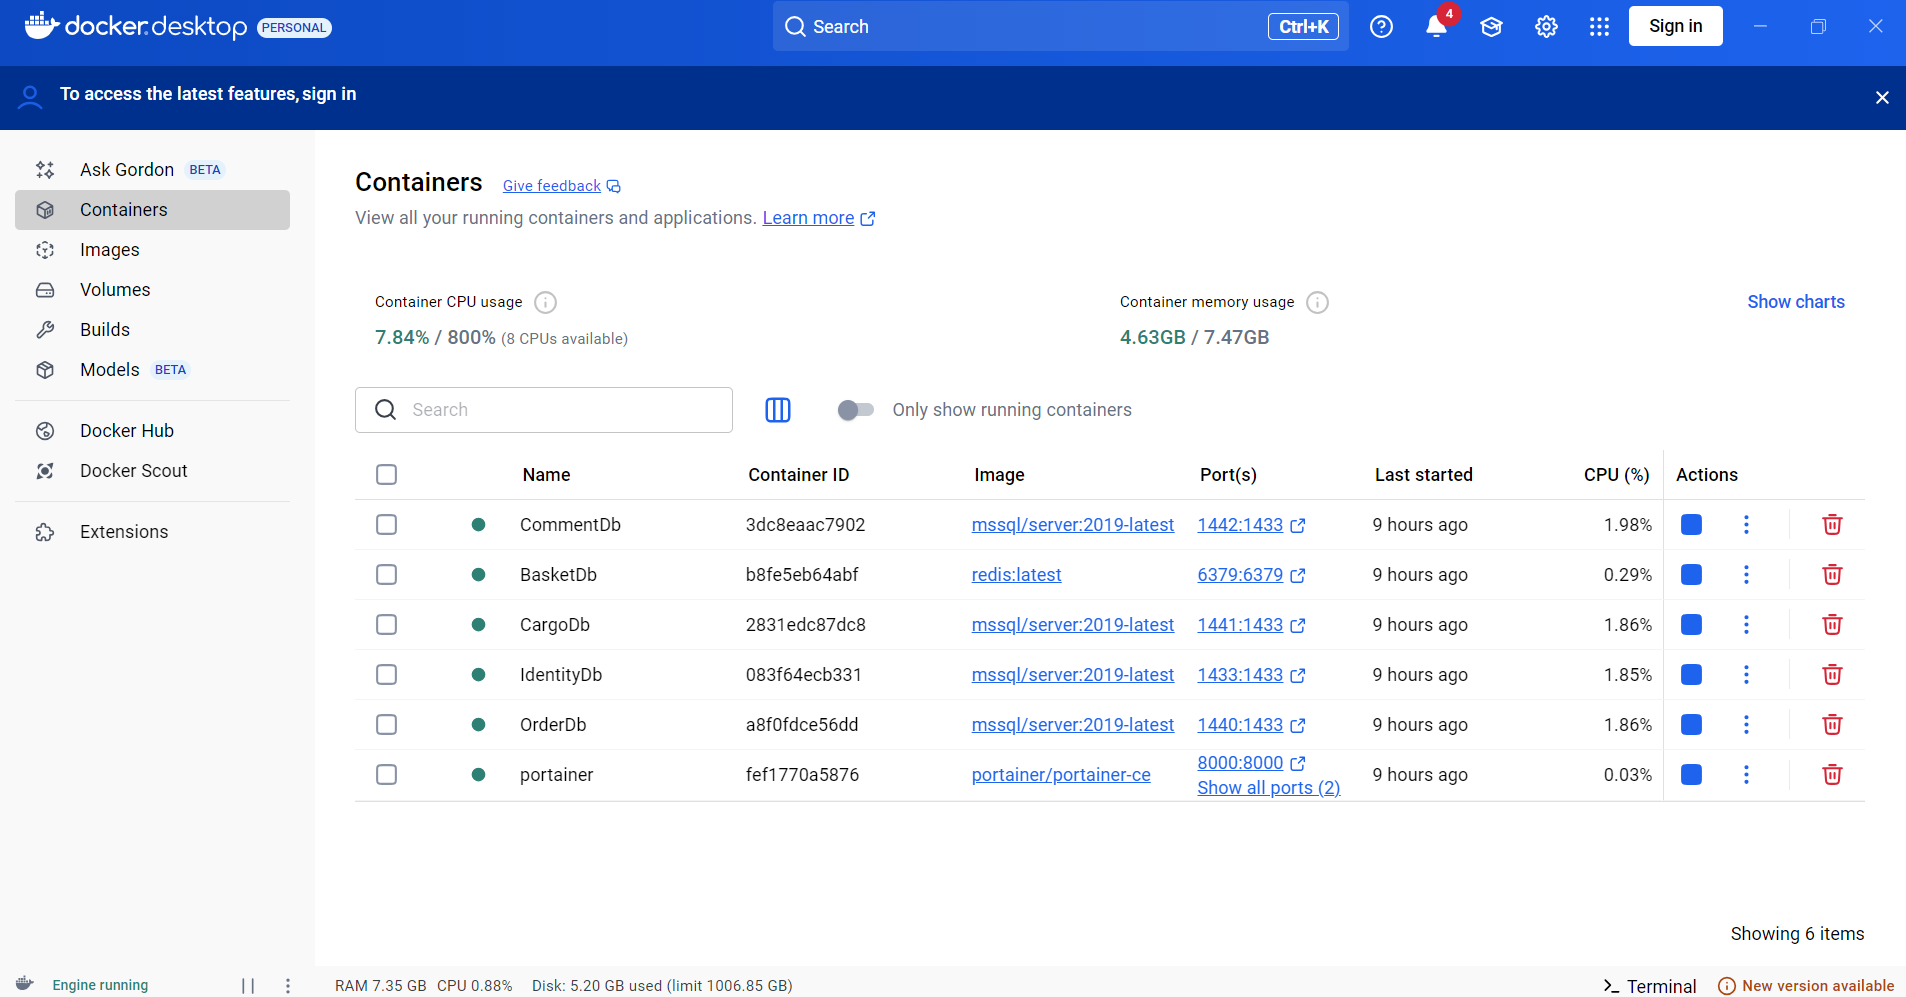 docker.desktop PERSONAL
Search Ctrl+K
4
Sign in
To access the latest features, sign in
Ask Gordon BETA
Containers
Images
Volumes
Builds
Models BETA
Docker Hub
Docker Scout
Extensions
Containers Give feedback
View all your running containers and applications. Learn more
Container CPU usage
7.84% / 800% (8 CPUs available)
Container memory usage
4.63GB / 7.47GB
Show charts
Search
Only show running containers
Name Container ID Image Port(s) Last started CPU (%) Actions
CommentDb 3dc8eaac7902 mssql/server:2019-latest 1442:1433 9 hours ago 1.98%
BasketDb b8fe5eb64abf redis:latest 6379:6379 9 hours ago 0.29%
CargoDb 2831edc87dc8 mssql/server:2019-latest 1441:1433 9 hours ago 1.86%
IdentityDb 083f64ecb331 mssql/server:2019-latest 1433:1433 9 hours ago 1.85%
OrderDb a8f0fdce56dd mssql/server:2019-latest 1440:1433 9 hours ago 1.86%
portainer fef1770a5876 portainer/portainer-ce 8000:8000 9 hours ago 0.03%
Show all ports (2)
Showing 6 items
Engine running
RAM 7.35 GB CPU 0.88% Disk: 5.20 GB used (limit 1006.85 GB)
Terminal
New version available